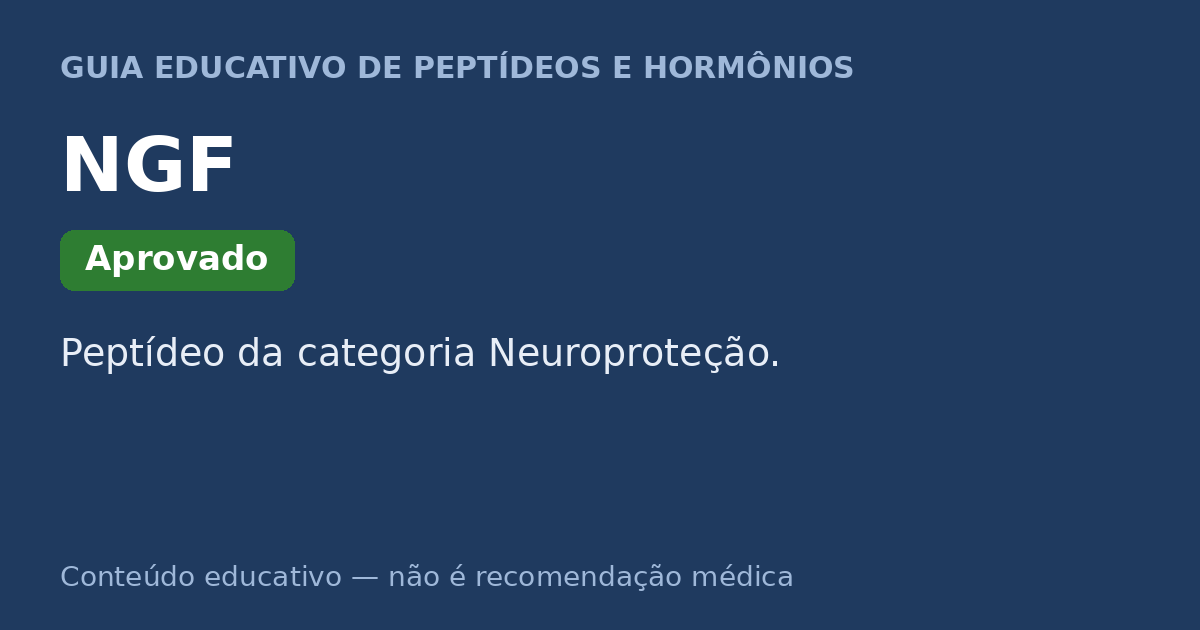 GUIA EDUCATIVO DE PEPTÍDEOS E HORMÔNIOS
NGF
Aprovado
Peptídeo da categoria Neuroproteção.
Conteúdo educativo — não é recomendação médica